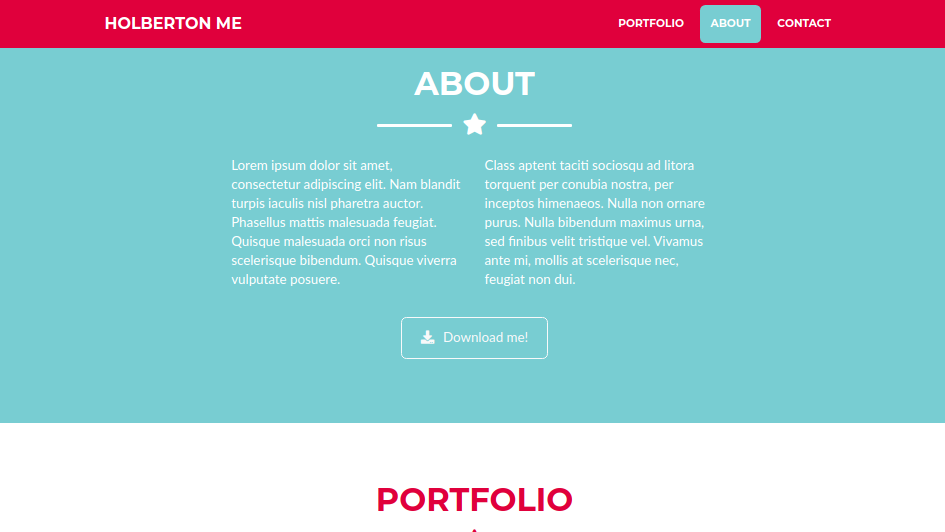 HOLBERTON ME
PORTFOLIO
ABOUT
CONTACT
ABOUT
Lorem ipsum dolor sit amet,
consectetur adipiscing elit. Nam blandit
turpis iaculis nisl pharetra auctor.
Phasellus mattis malesuada feugiat.
Quisque malesuada orci non risus
scelerisque bibendum. Quisque viverra
vulputate posuere.
Class aptent taciti sociosqu ad litora
torquent per conubia nostra, per
inceptos himenaeos. Nulla non ornare
purus. Nulla bibendum maximus urna,
sed finibus velit tristique vel. Vivamus
ante mi, mollis at scelerisque nec,
feugiat non dui.
Download me!
PORTFOLIO